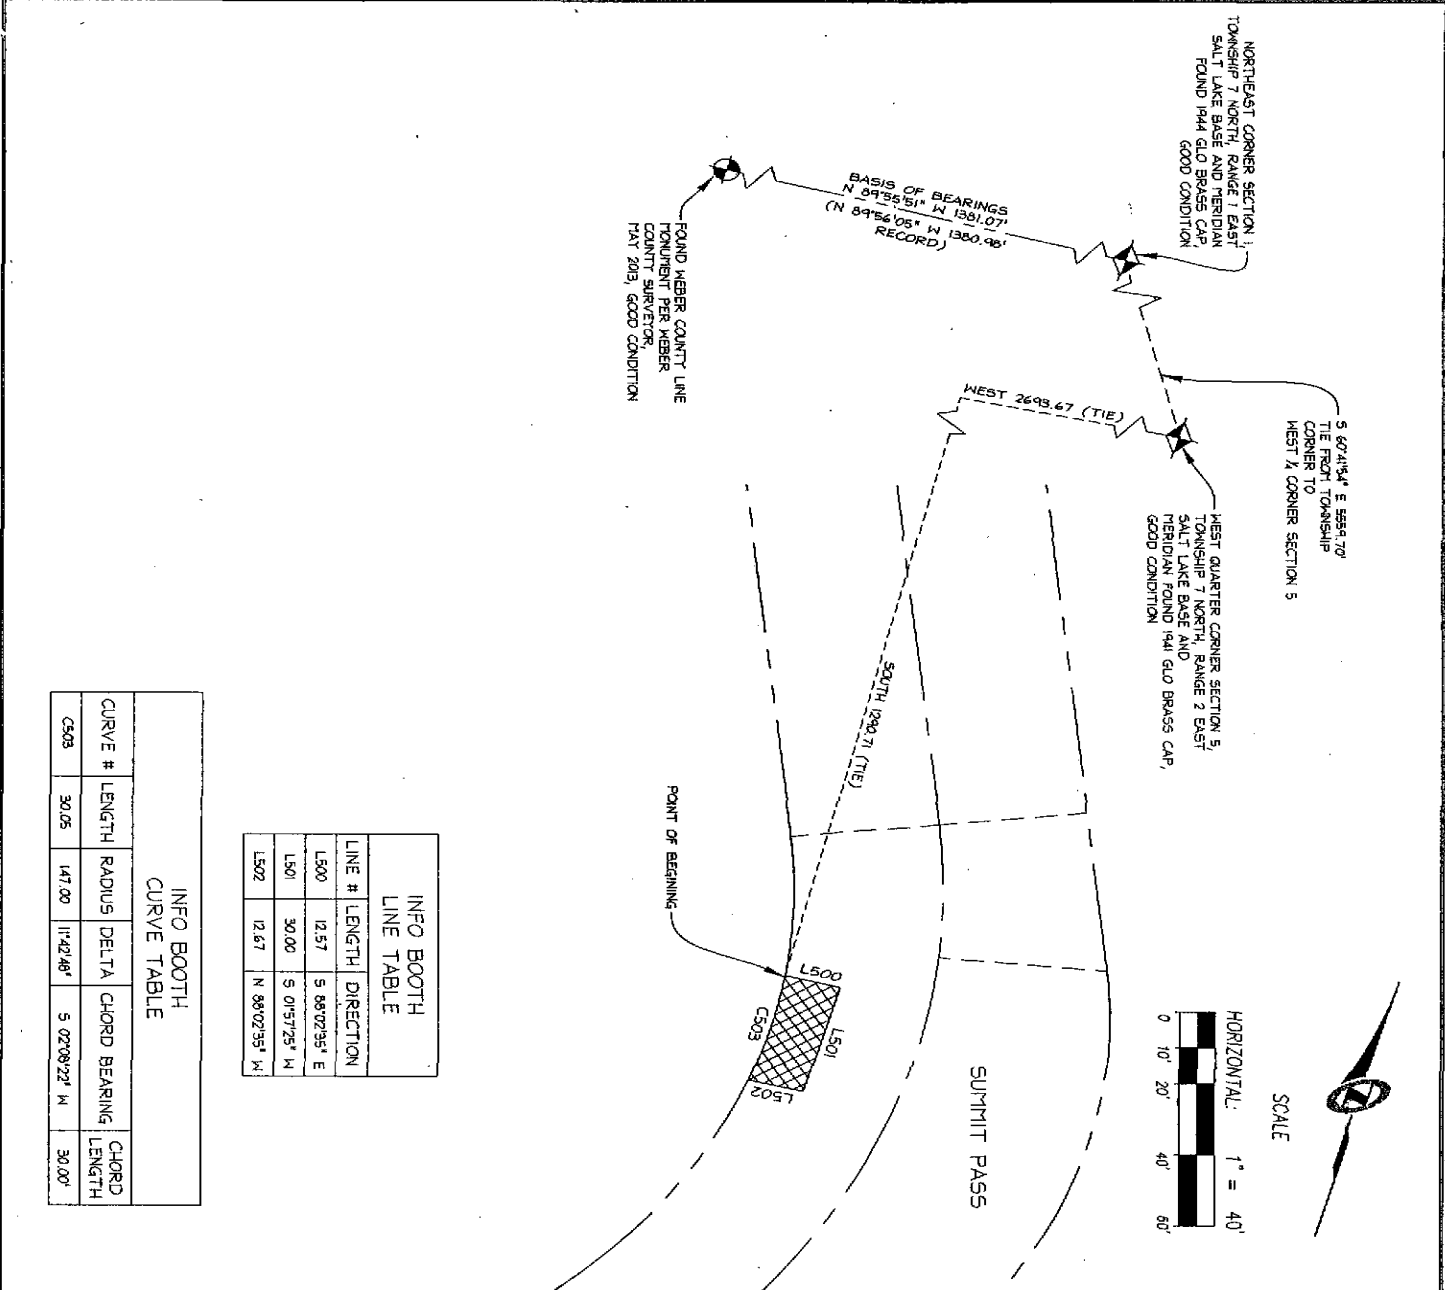 NORTHEAST CORNER SECTION 1,
TOWNSHIP 7 NORTH, RANGE 1 EAST
SALT LAKE BASE AND MERIDIAN
FOUND 1944 GLO BRASS CAP,
GOOD CONDITION
S 60°41'54" E 5559.70'
TIE FROM TOWNSHIP
CORNER TO
WEST ¼ CORNER SECTION 5
BASIS OF BEARINGS
N 89°55'51" W 1381.07'
(N 89°56'05" W 1380.98'
RECORD)
WEST 2693.67 (TIE)
WEST QUARTER CORNER SECTION 5,
TOWNSHIP 7 NORTH, RANGE 2 EAST
SALT LAKE BASE AND
MERIDIAN FOUND 1941 GLO BRASS CAP,
GOOD CONDITION
FOUND WEBER COUNTY LINE
MONUMENT PER WEBER
COUNTY SURVEYOR,
MAY 2013, GOOD CONDITION
SOUTH 1290.71 (TIE)
POINT OF BEGINING
L500
L501
L502
C503
SUMMIT PASS
SCALE
HORIZONTAL: 1" = 40'
0 10' 20' 40' 60'
INFO BOOTH
LINE TABLE
LINE # LENGTH DIRECTION
L500 12.57 S 88°02'35" E
L501 30.00 S 01°57'25" W
L502 12.67 N 88°02'35" W
INFO BOOTH
CURVE TABLE
CURVE # LENGTH RADIUS DELTA CHORD BEARING CHORD LENGTH
C503 30.05 147.00 11°42'48" S 02°08'22" W 30.00'